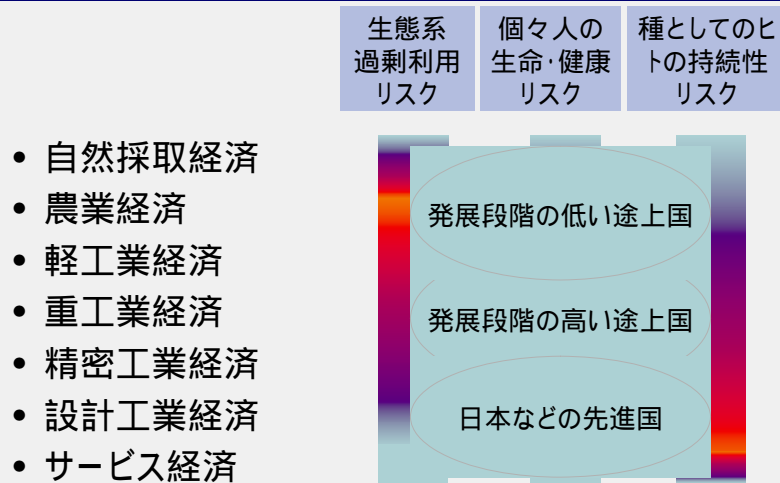 生態系
過剰利用
リスク
個々人の
生命・健康
リスク
種としてのヒ
トの持続性
リスク
• 自然採取経済
• 農業経済
• 軽工業経済
• 重工業経済
• 精密工業経済
• 設計工業経済
• サービス経済
発展段階の低い途上国
発展段階の高い途上国
日本などの先進国